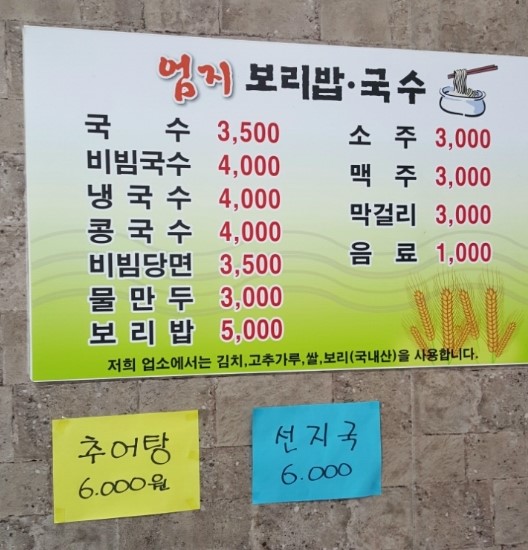 엄지 보리밥·국수
국 수 3,500
비빔국수 4,000
냉국수 4,000
콩국수 4,000
비빔당면 3,500
물만두 3,000
보리밥 5,000
소 주 3,000
맥 주 3,000
막걸리 3,000
음 료 1,000
저희 업소에서는 김치,고추가루,쌀,보리(국내산)을 사용합니다.
추어탕
6.000원
선지국
6.000